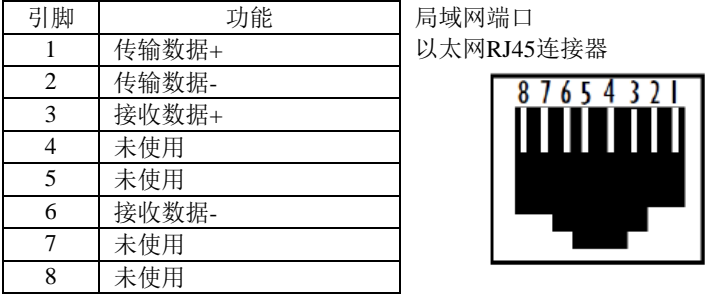 引脚 功能
1 传输数据+
2 传输数据-
3 接收数据+
4 未使用
5 未使用
6 接收数据-
7 未使用
8 未使用
局域网端口
以太网RJ45连接器
8 7 6 5 4 3 2 1